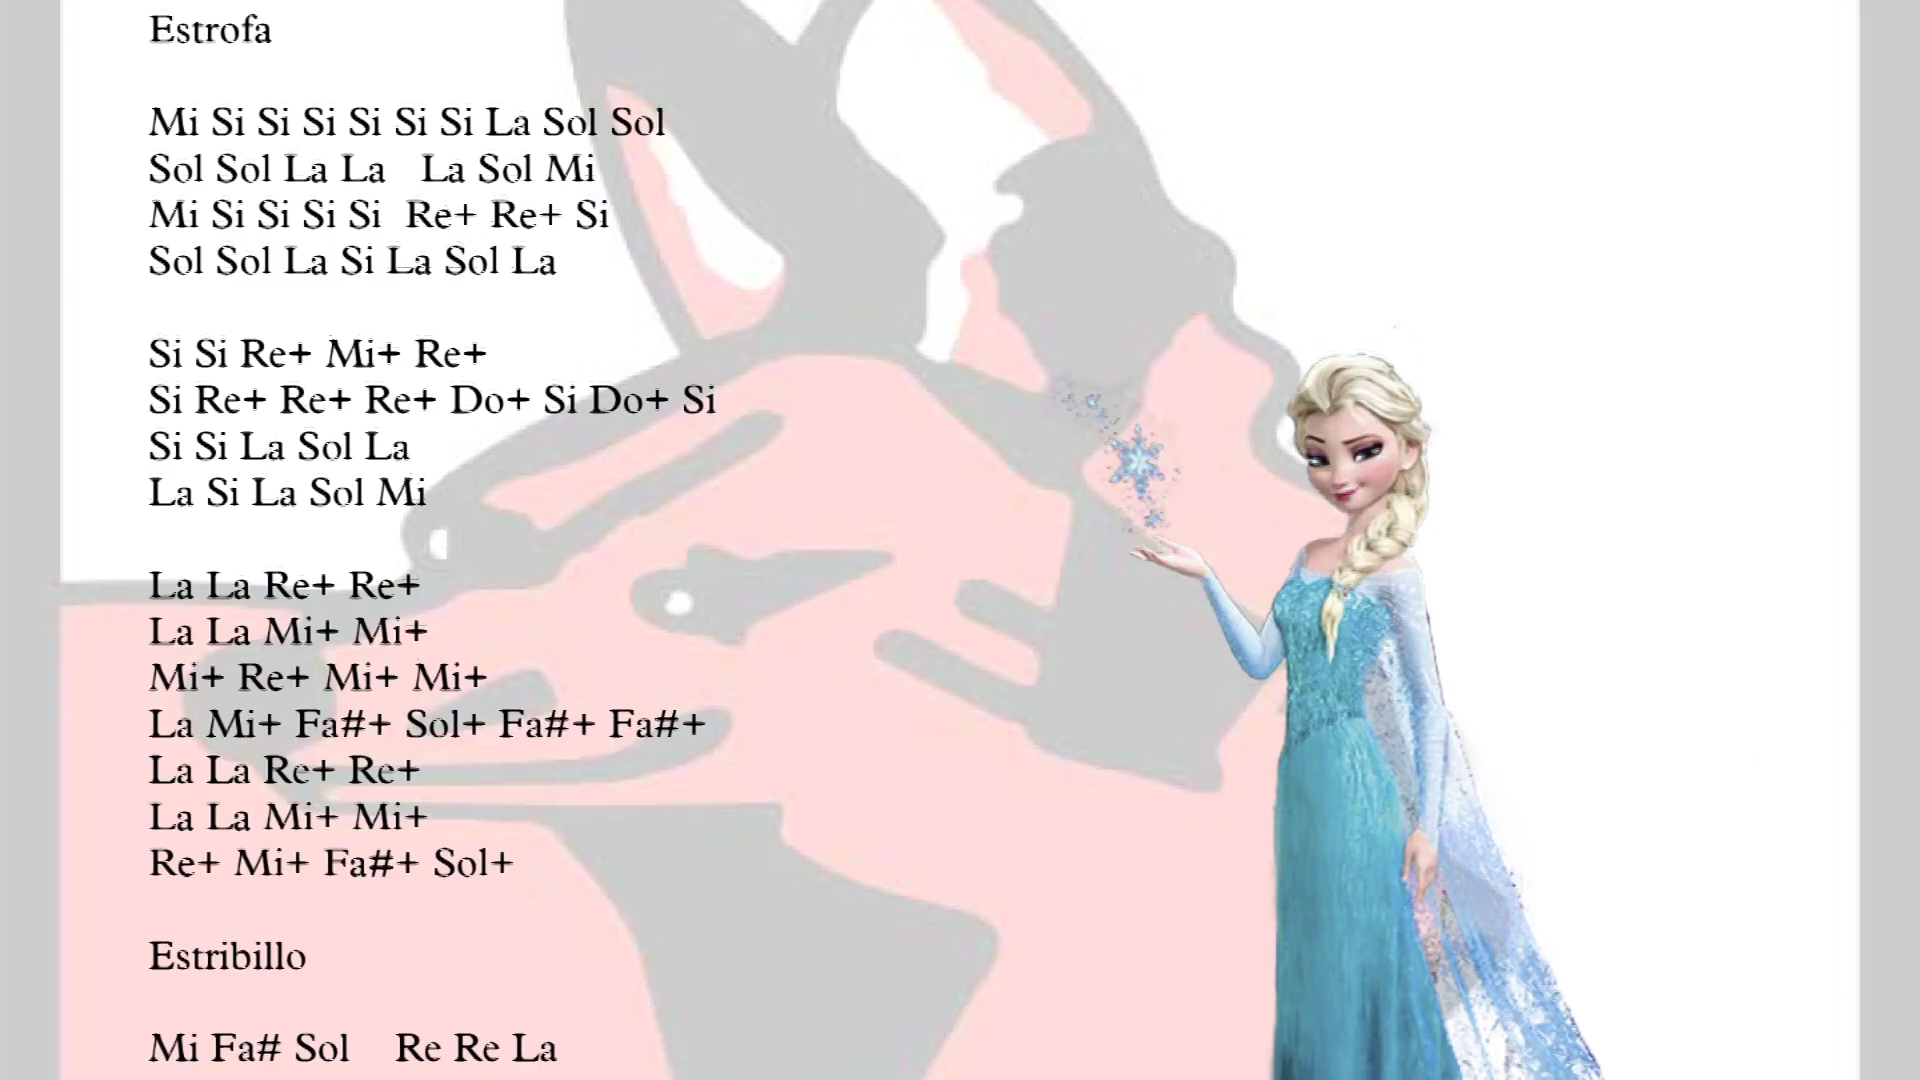 Estrofa
Mi Si Si Si Si Si Si La Sol Sol
Sol Sol La La La Sol Mi
Mi Si Si Si Si Re+ Re+ Si
Sol Sol La Si La Sol La
Si Si Re+ Mi+ Re+
Si Re+ Re+ Re+ Do+ Si Do+ Si
Si Si La Sol La
La Si La Sol Mi
La La Re+ Re+
La La Mi+ Mi+
Mi+ Re+ Mi+ Mi+
La Mi+ Fa#+ Sol+ Fa#+ Fa#+
La La Re+ Re+
La La Mi+ Mi+
Re+ Mi+ Fa#+ Sol+
Estribillo
Mi Fa# Sol Re Re La